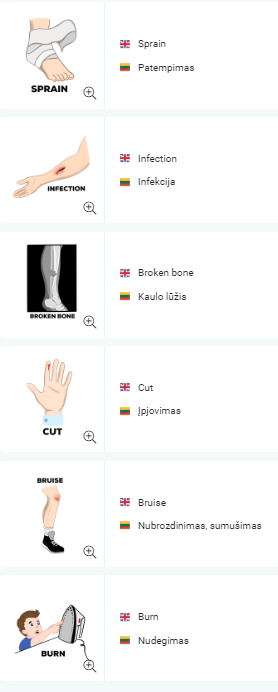 SPRAIN
Sprain
Patempimas
INFECTION
Infection
Infekcija
BROKEN BONE
Broken bone
Kaulo lūžis
CUT
Cut
Įpjovimas
BRUISE
Bruise
Nubrozdinimas, sumušimas
BURN
Burn
Nudegimas